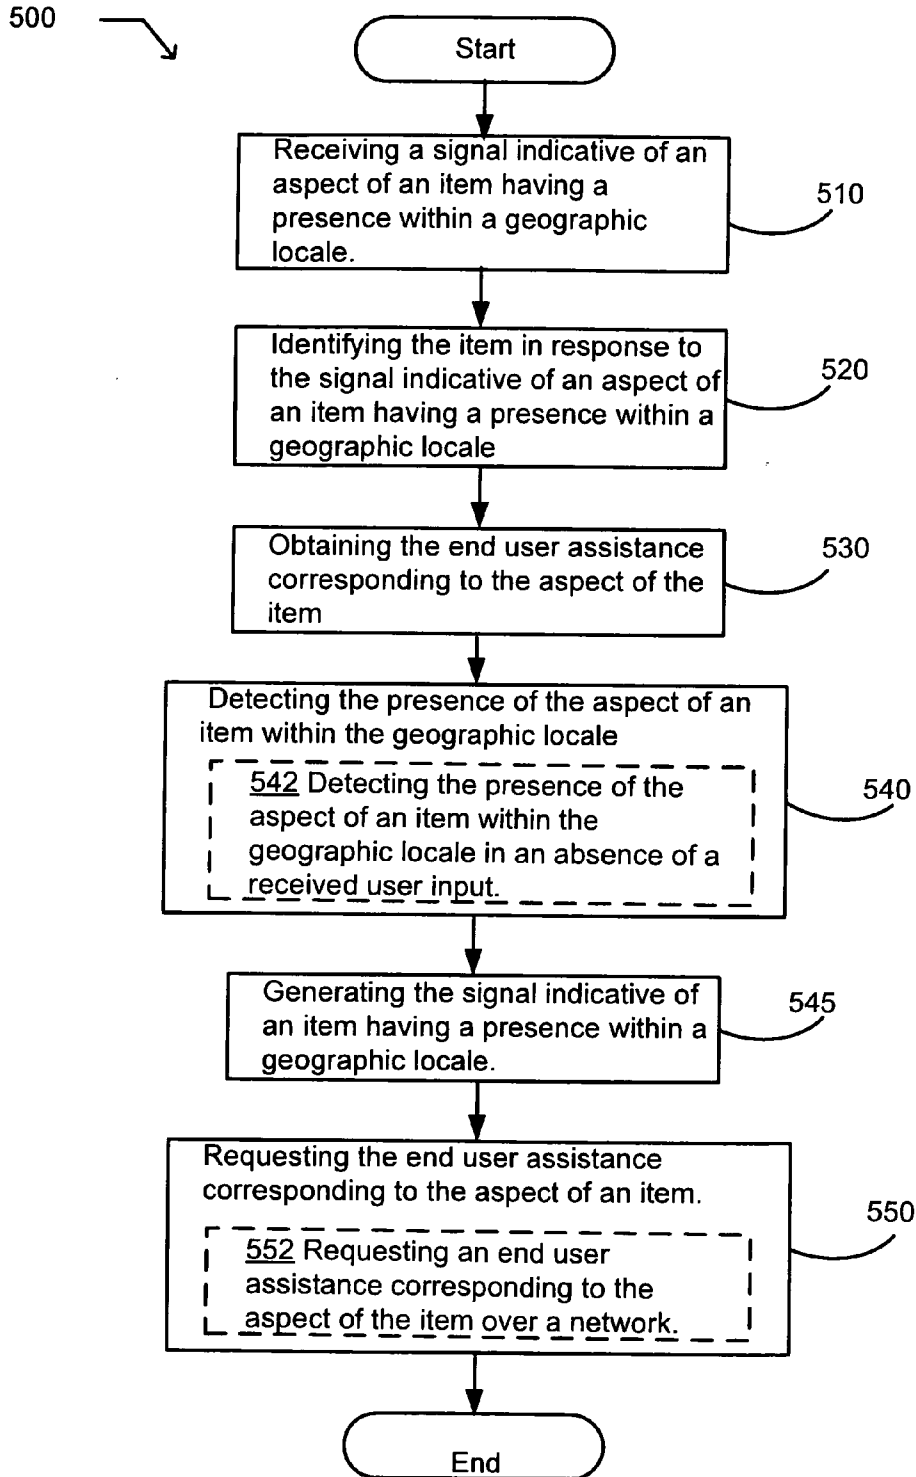 500
Start
Receiving a signal indicative of an
aspect of an item having a
presence within a geographic
locale.
510
Identifying the item in response to
the signal indicative of an aspect of
an item having a presence within a
geographic locale
520
Obtaining the end user assistance
corresponding to the aspect of the
item
530
Detecting the presence of the aspect of an
item within the geographic locale
542 Detecting the presence of the
aspect of an item within the
geographic locale in an absence of a
received user input.
540
Generating the signal indicative of
an item having a presence within a
geographic locale.
545
Requesting the end user assistance
corresponding to the aspect of an item.
552 Requesting an end user
assistance corresponding to the
aspect of the item over a network.
550
End